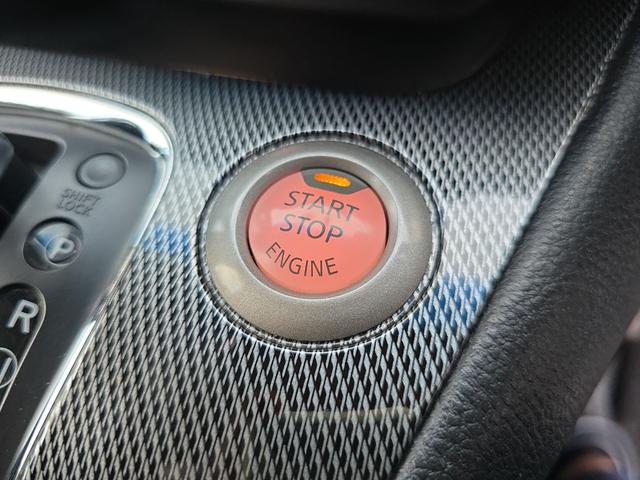 START
STOP
ENGINE
SHIFT
LOCK
P
R